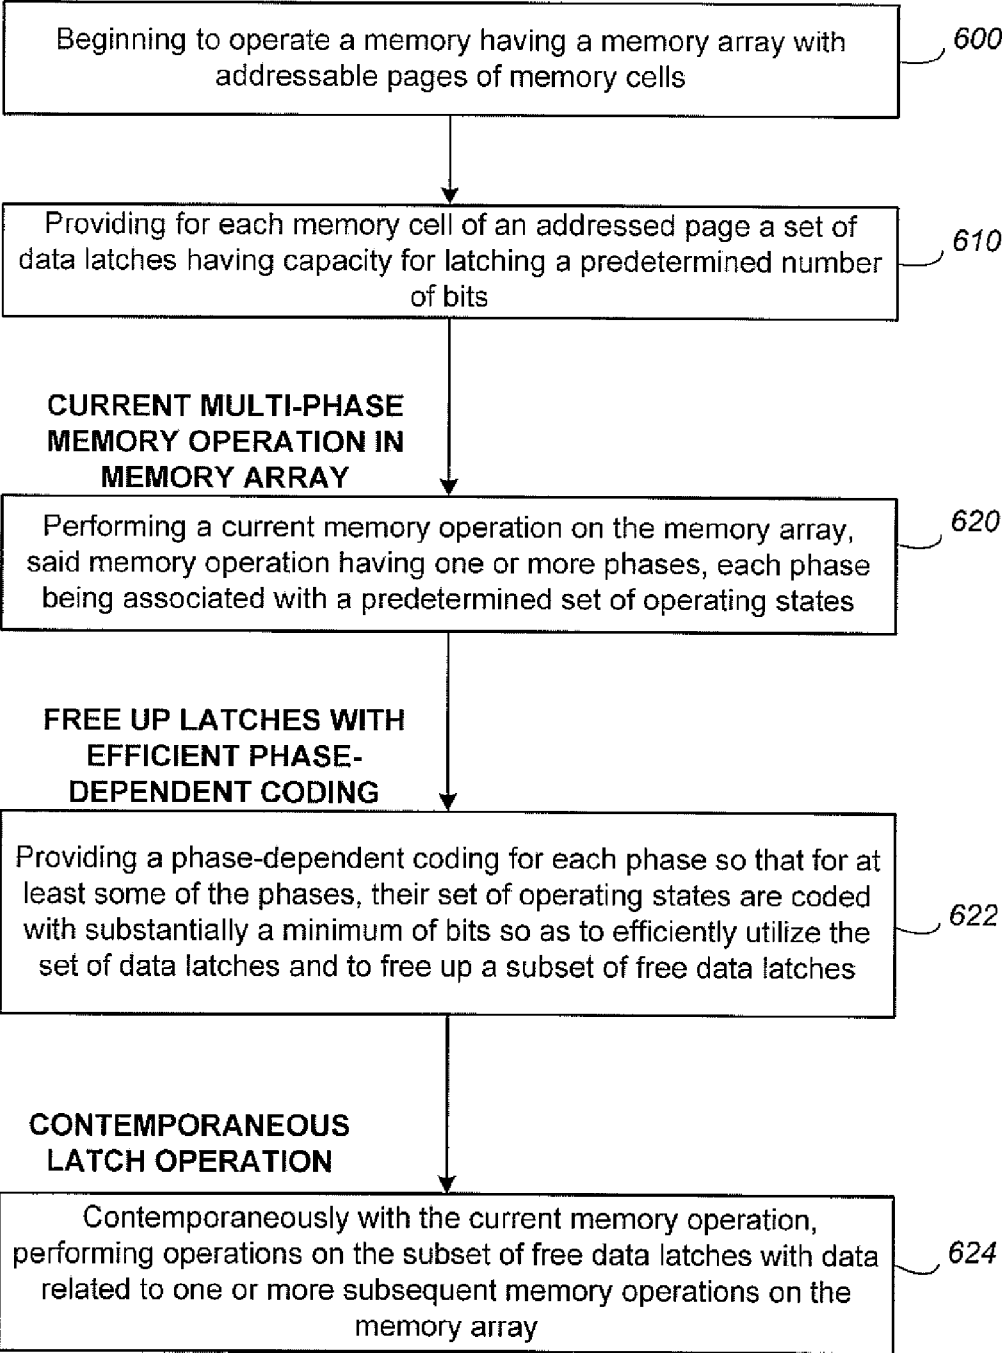 Beginning to operate a memory having a memory array with
addressable pages of memory cells
600
Providing for each memory cell of an addressed page a set of
data latches having capacity for latching a predetermined number
of bits
610
CURRENT MULTI-PHASE
MEMORY OPERATION IN
MEMORY ARRAY
Performing a current memory operation on the memory array,
said memory operation having one or more phases, each phase
being associated with a predetermined set of operating states
620
FREE UP LATCHES WITH
EFFICIENT PHASE-
DEPENDENT CODING
Providing a phase-dependent coding for each phase so that for at
least some of the phases, their set of operating states are coded
with substantially a minimum of bits so as to efficiently utilize the
set of data latches and to free up a subset of free data latches
622
CONTEMPORANEOUS
LATCH OPERATION
Contemporaneously with the current memory operation,
performing operations on the subset of free data latches with data
related to one or more subsequent memory operations on the
memory array
624